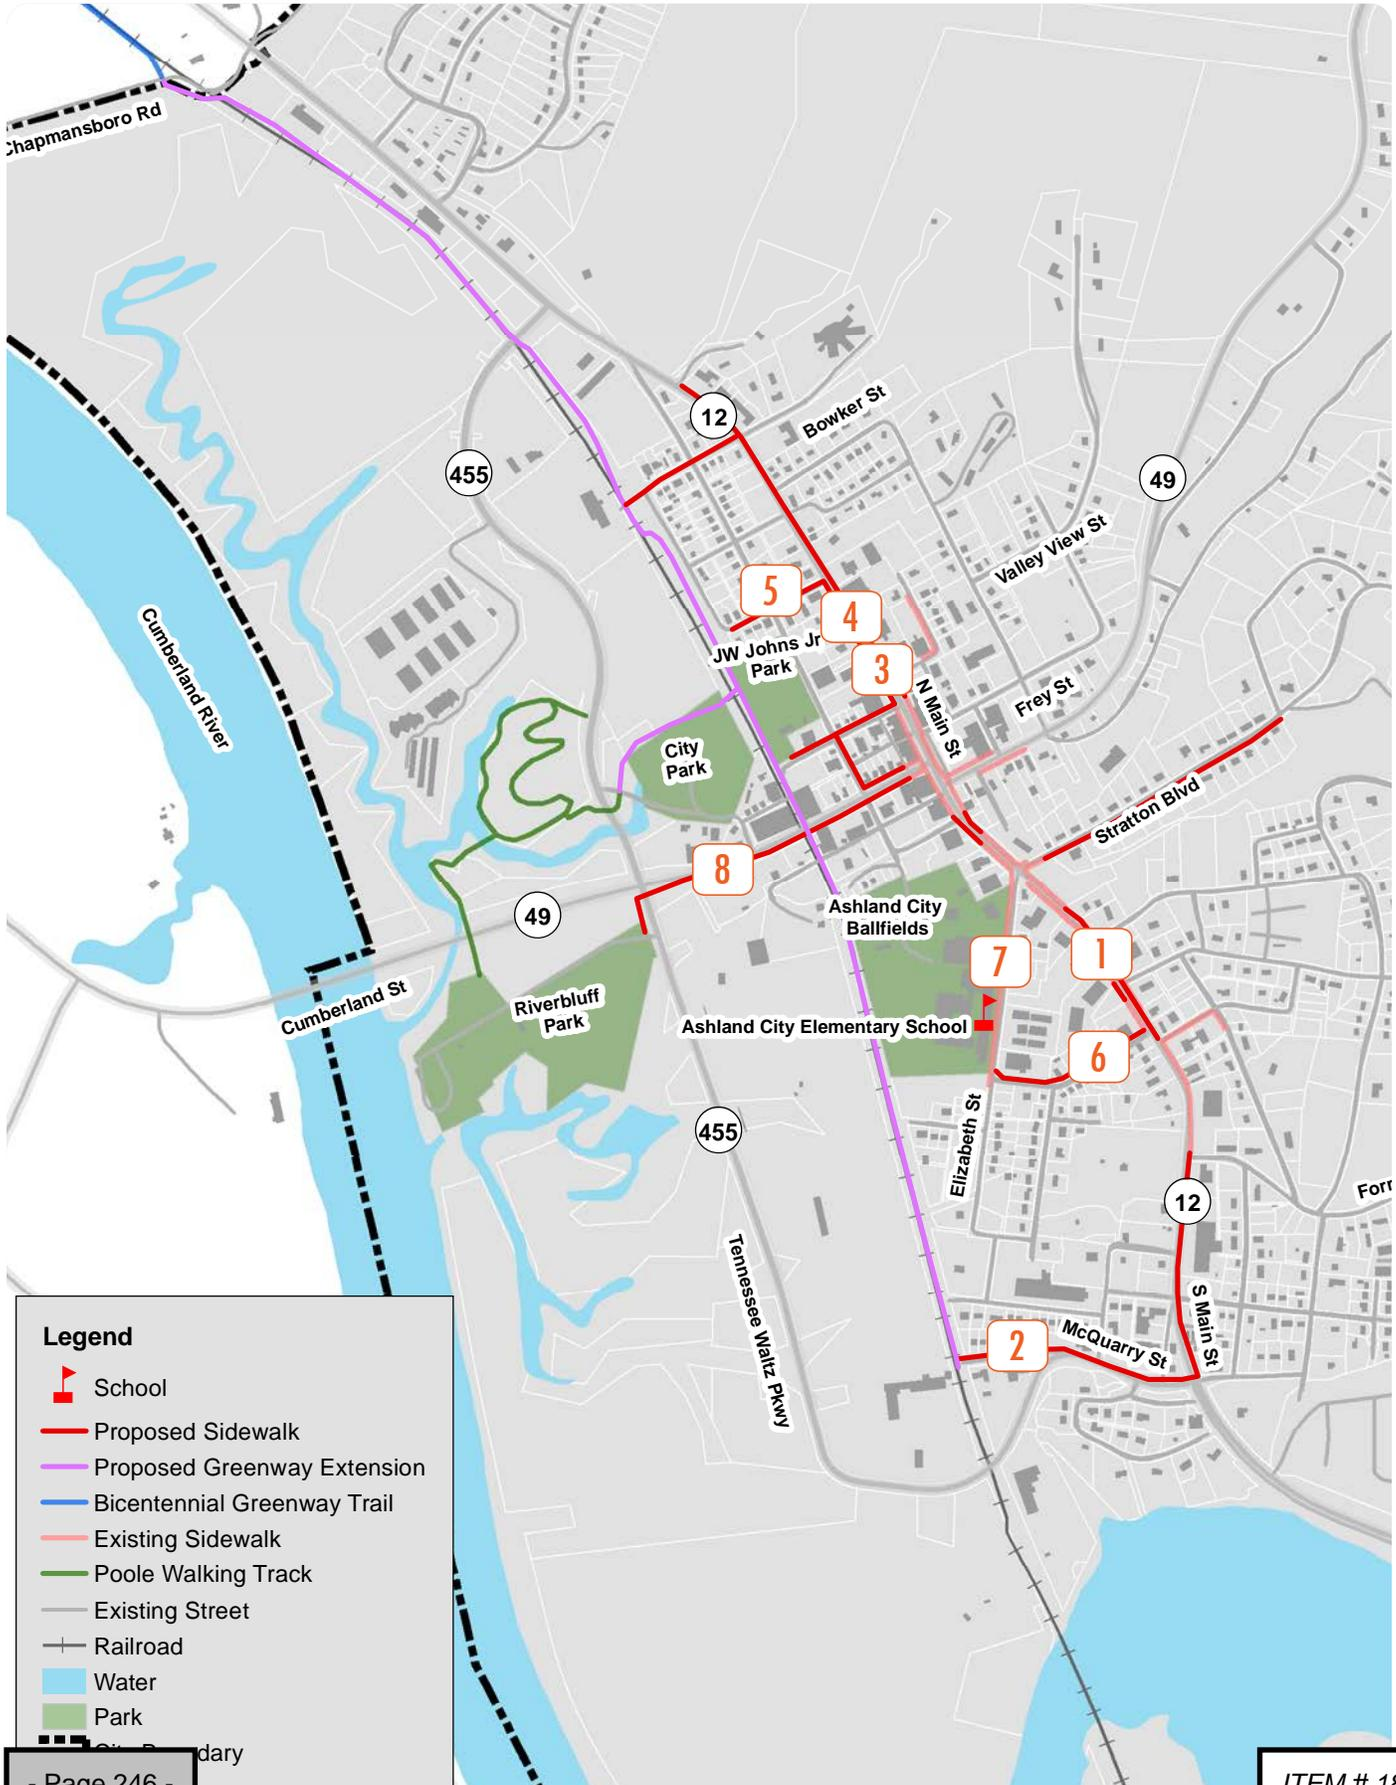 Chapmansboro Rd
12
Bowker St
455
49
Valley View St
5
4
Cumberland River
JW Johns Jr
Park
3
N Main St
Frey St
City
Park
Stratton Blvd
8
49
Ashland City
Ballfields
7
1
Cumberland St
Riverbluff
Park
Ashland City Elementary School
6
455
Elizabeth St
12
Tennessee Waltz Pkwy
S Main St
2
McQuarry St
Legend
School
Proposed Sidewalk
Proposed Greenway Extension
Bicentennial Greenway Trail
Existing Sidewalk
Poole Walking Track
Existing Street
Railroad
Water
Park
- Page 246 -
ITEM #